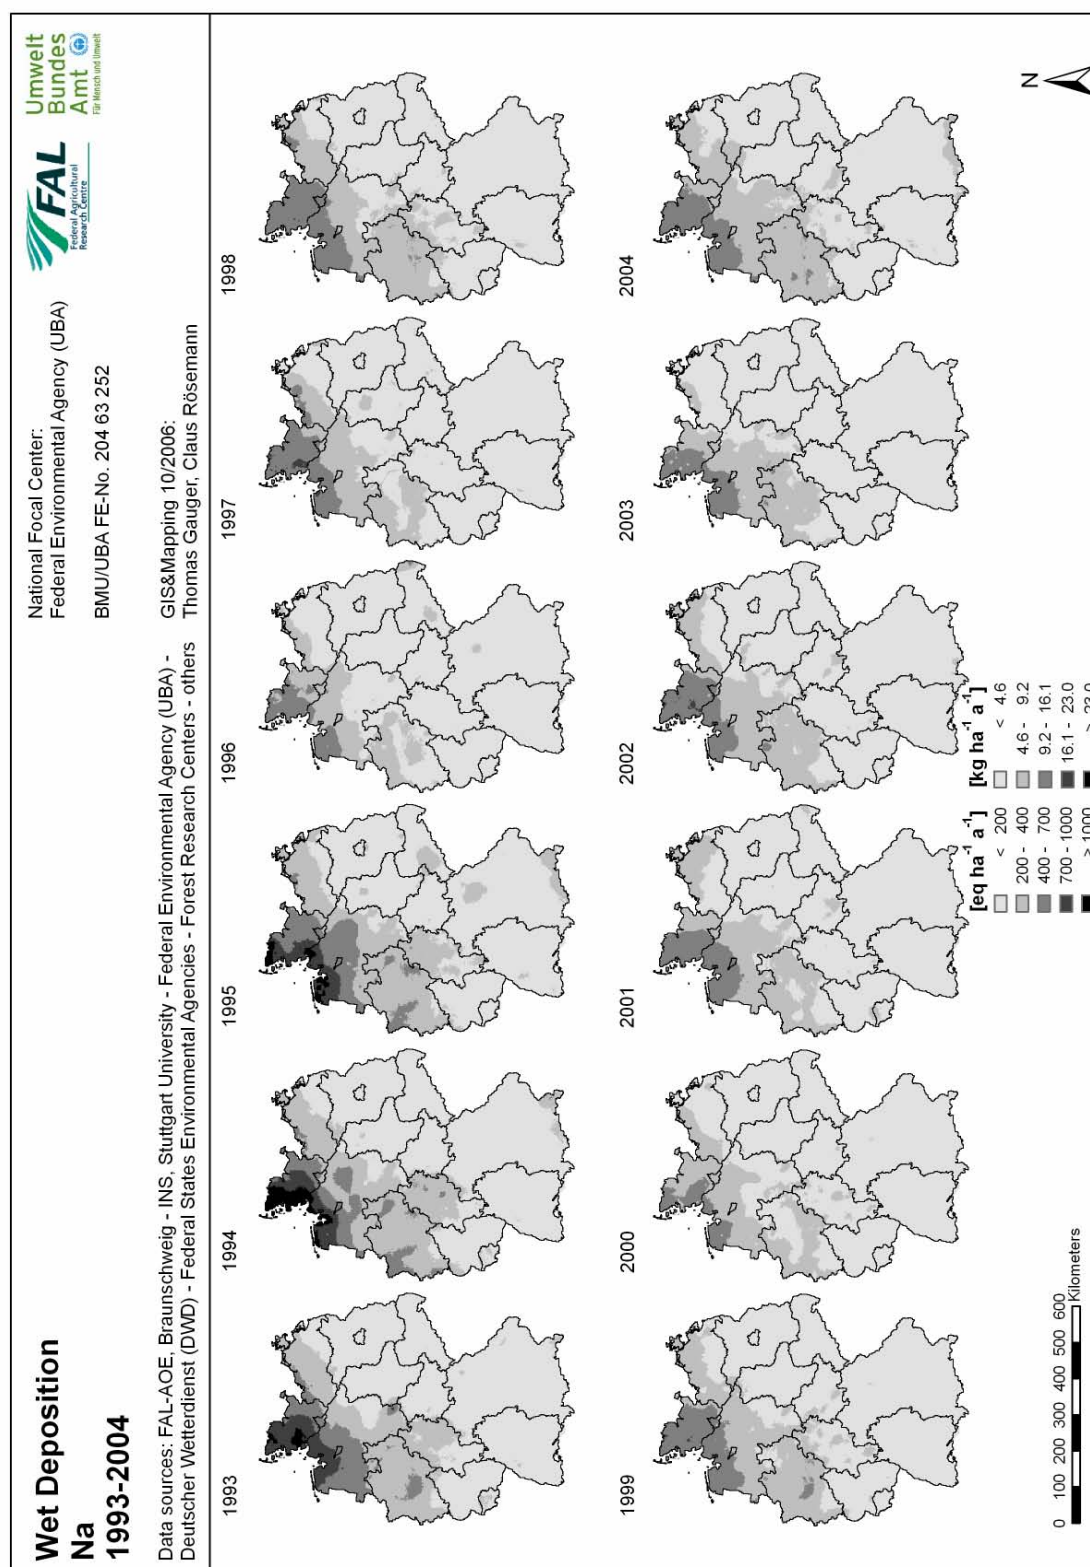 Wet Deposition
Na
1993-2004
National Focal Center:
Federal Environmental Agency (UBA)
BMU/UBA FE-No. 204 63 252
FAL
Federal Agricultural
Research Centre
Umwelt
Bundes
Amt
Für Mensch und Umwelt
Data sources: FAL-AOE, Braunschweig - INS, Stuttgart University - Federal Environmental Agency (UBA) -
Deutscher Wetterdienst (DWD) - Federal States Environmental Agencies - Forest Research Centers - others
GIS&Mapping 10/2006:
Thomas Gauger, Claus Rösemann
1993 1994 1995 1996 1997 1998
1999 2000 2001 2002 2003 2004
[eq ha⁻¹ a⁻¹] [kg ha⁻¹ a⁻¹]
< 200 < 4.6
200 - 400 4.6 - 9.2
400 - 700 9.2 - 16.1
700 - 1000 16.1 - 23.0
> 1000 > 23.0
0 100 200 300 400 500 600
Kilometers
N